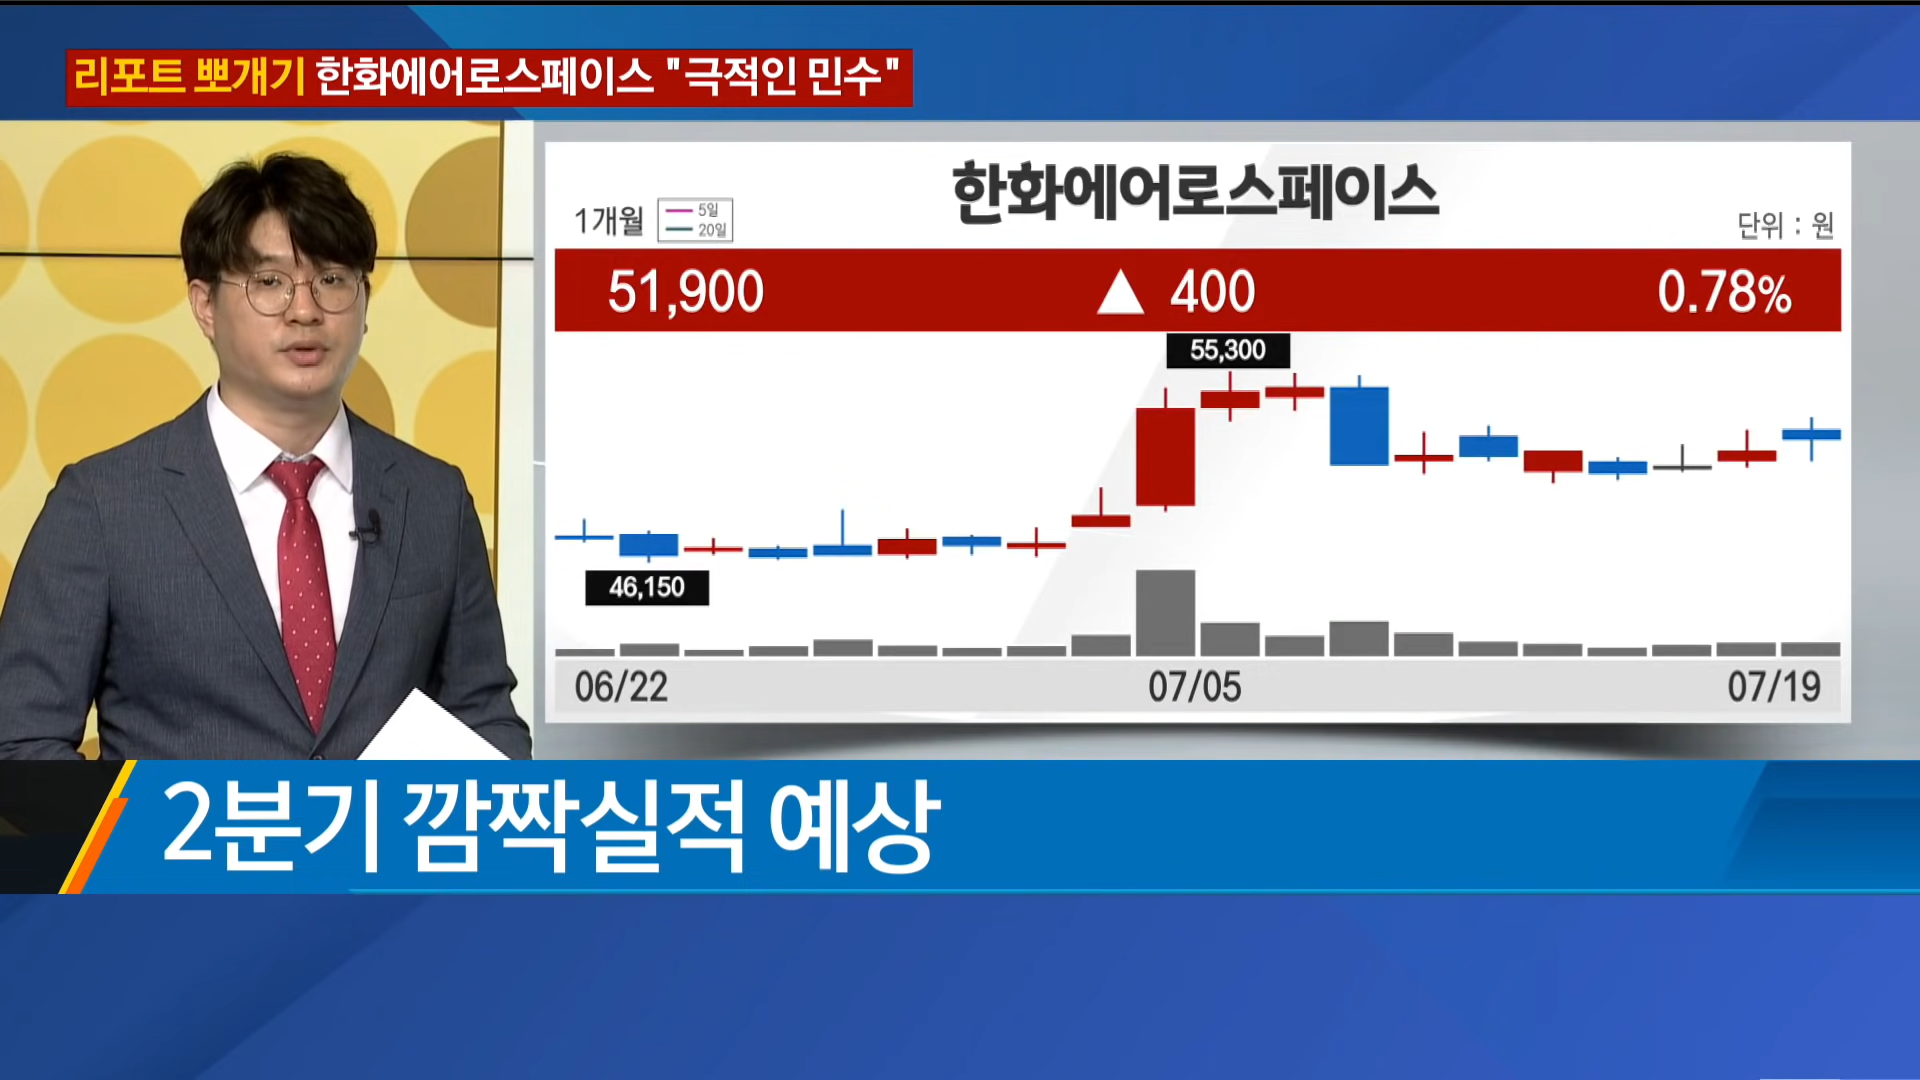 리포트 뽀개기 한화에어로스페이스 "극적인 민수"
한화에어로스페이스
1개월
5일
20일
단위 : 원
51,900 ▲ 400 0.78%
55,300
46,150
06/22 07/05 07/19
2분기 깜짝실적 예상